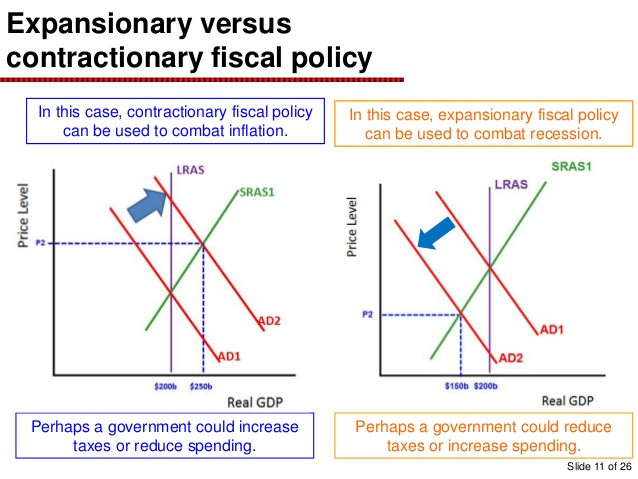 Expansionary versus
contractionary fiscal policy
In this case, contractionary fiscal policy
can be used to combat inflation.
In this case, expansionary fiscal policy
can be used to combat recession.
Price Level
LRAS
SRAS1
P2
AD2
AD1
$200b
$250b
Real GDP
Price Level
SRAS1
LRAS
P2
AD1
AD2
$150b
$200b
Real GDP
Perhaps a government could increase
taxes or reduce spending.
Perhaps a government could reduce
taxes or increase spending.
Slide 11 of 26